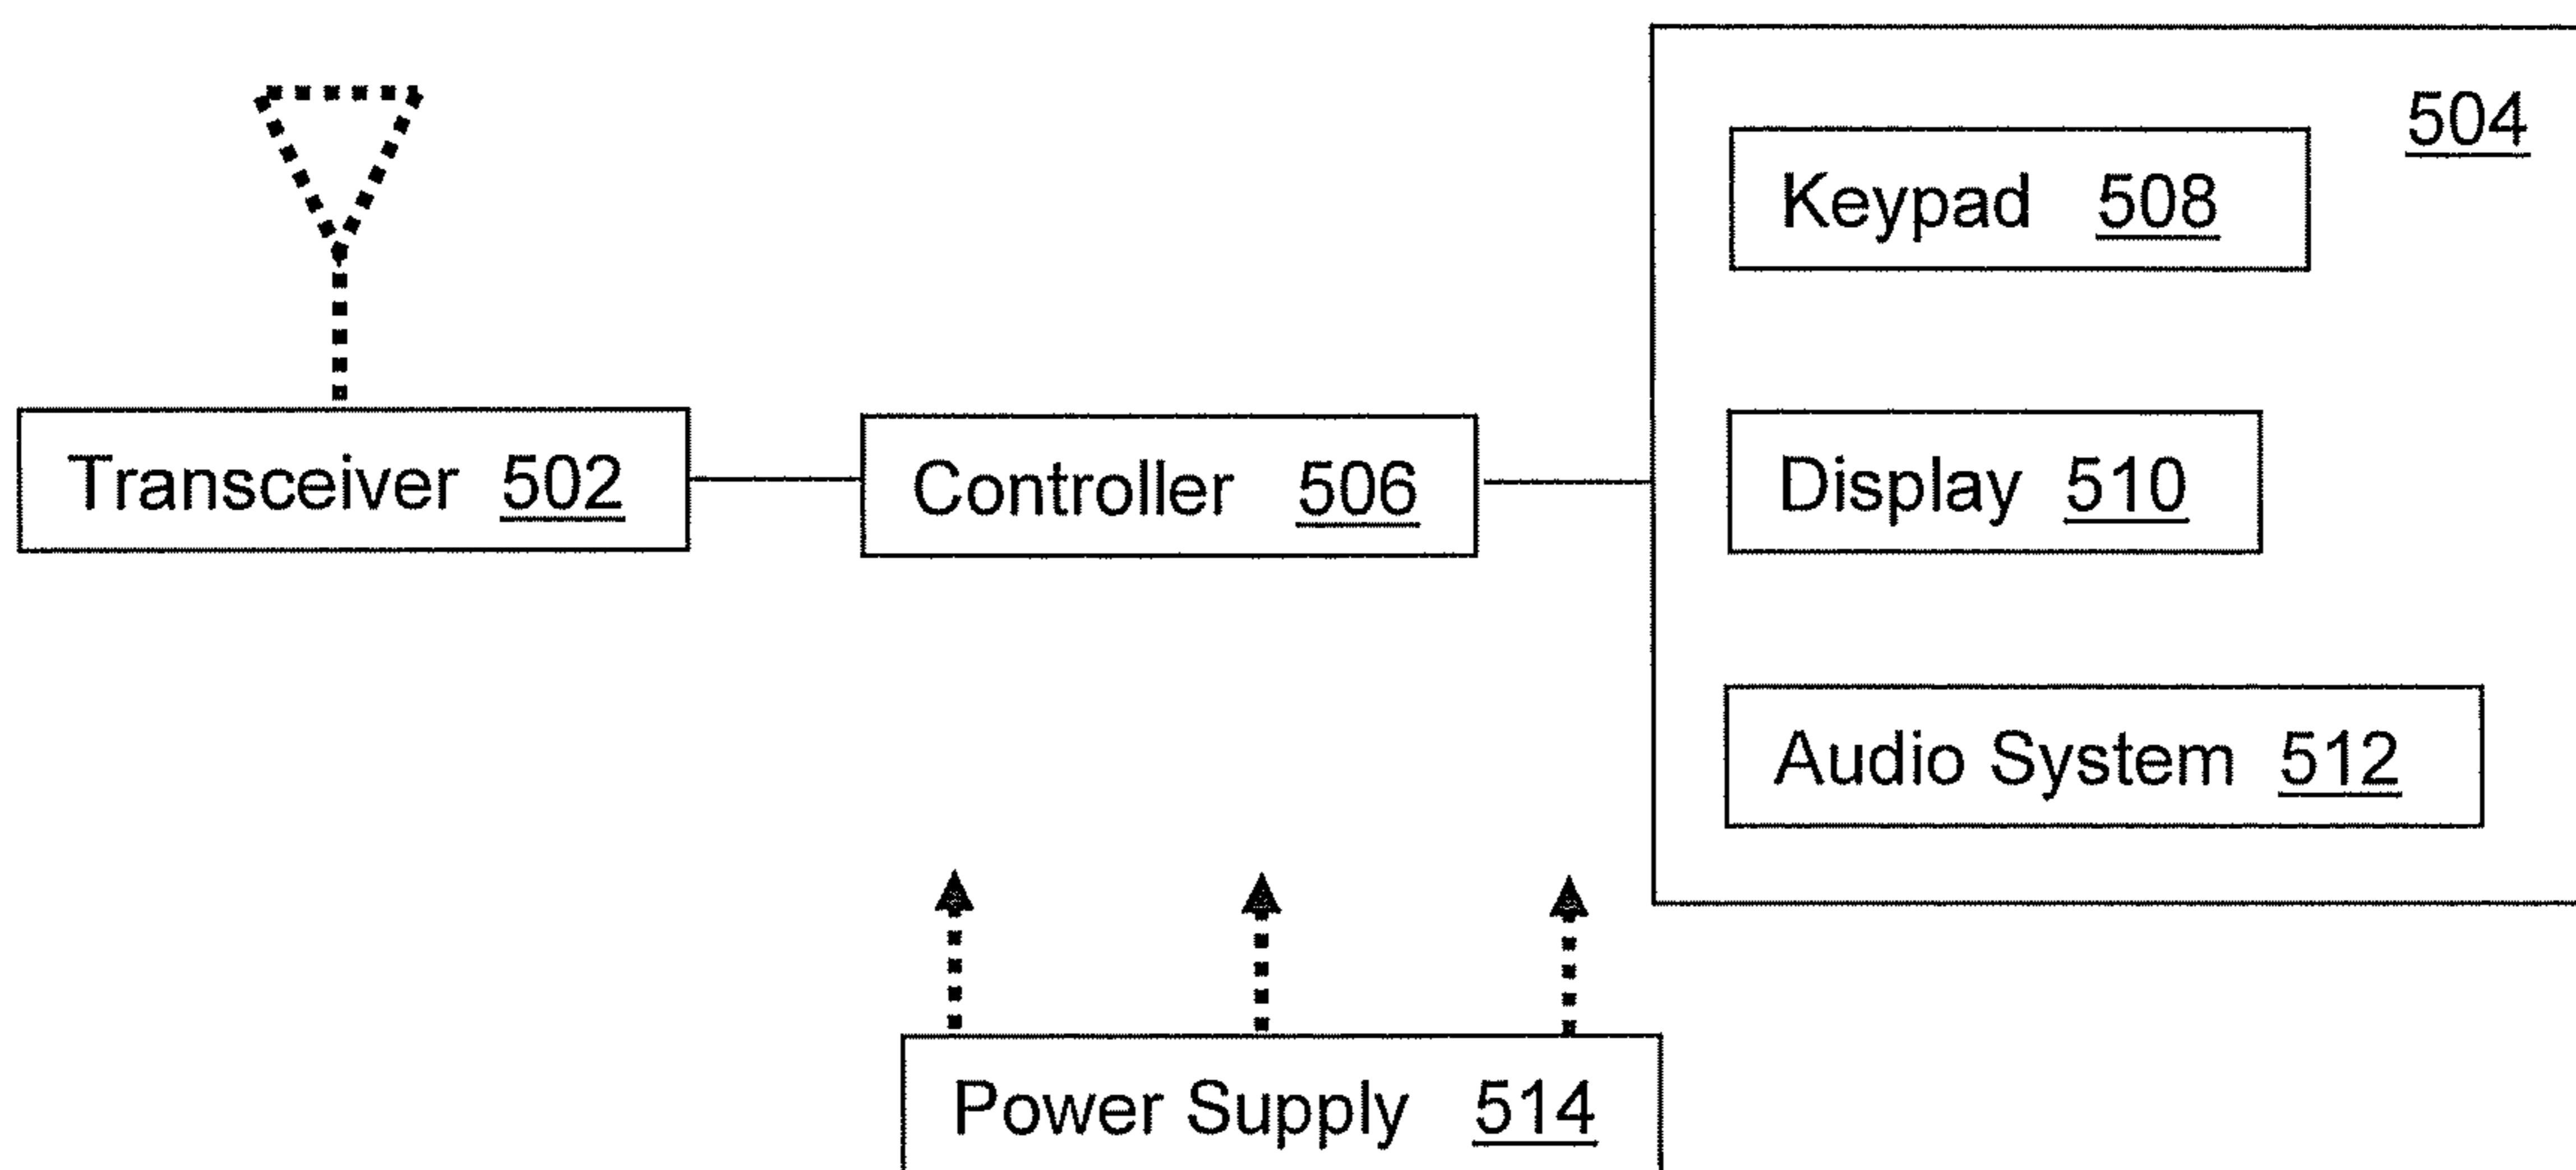 504
Keypad 508
Transceiver 502
Controller 506
Display 510
Audio System 512
Power Supply 514